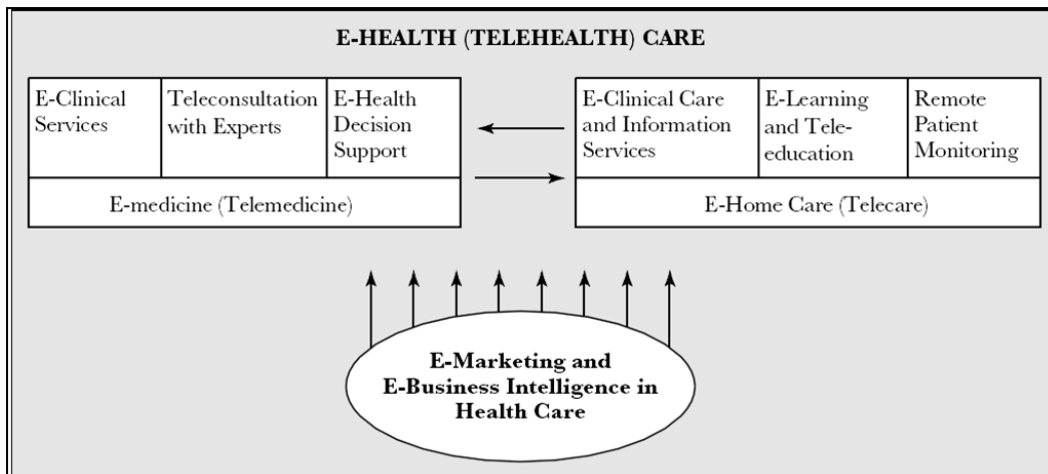 E-HEALTH (TELEHEALTH) CARE
E-Clinical
Services
Teleconsultation
with Experts
E-Health
Decision
Support
E-medicine (Telemedicine)
E-Clinical Care
and Information
Services
E-Learning
and Tele-
education
Remote
Patient
Monitoring
E-Home Care (Telecare)
E-Marketing and
E-Business Intelligence in
Health Care